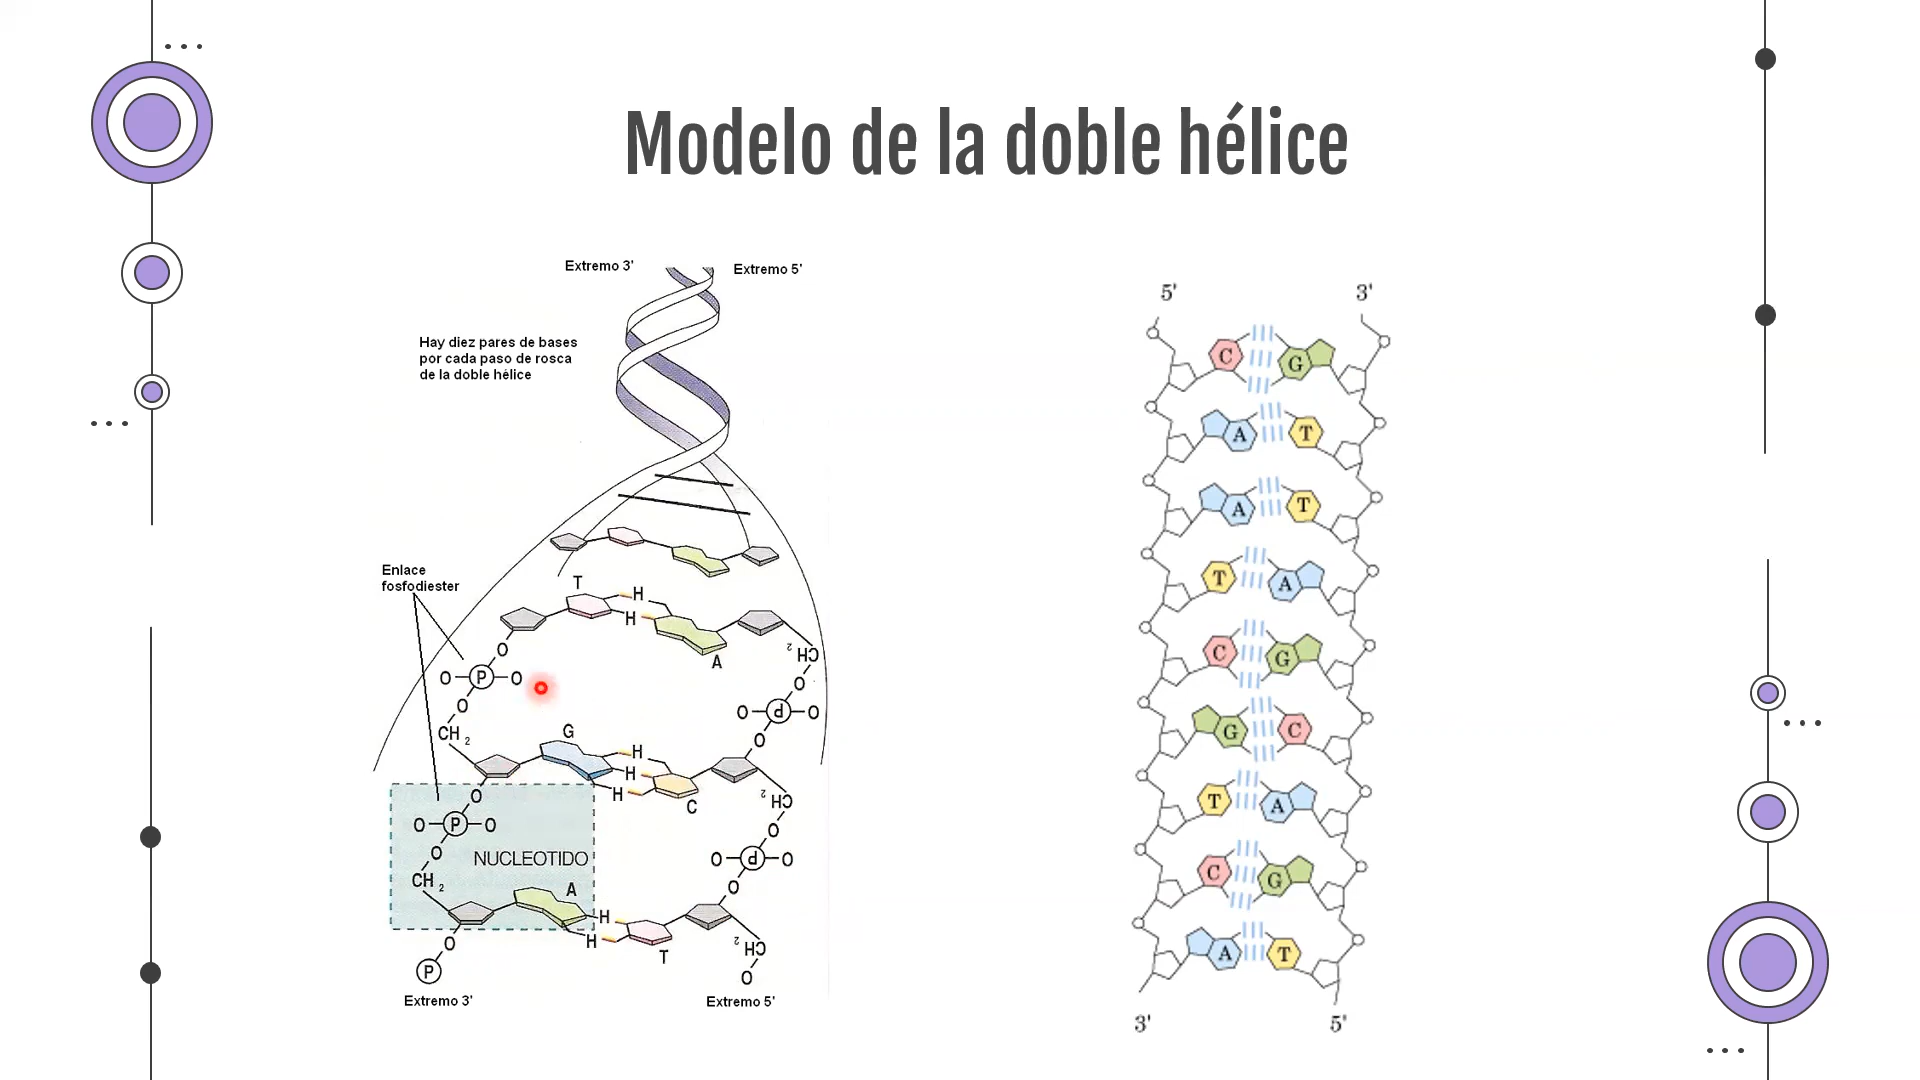 Modelo de la doble hélice
Extremo 3'
Extremo 5'
Hay diez pares de bases
por cada paso de rosca
de la doble hélice
Enlace
fosfodiester
T
H
H
A
O
CH2
O–P–O
O
O
O–P–O
O
CH2
G
H
H
H
C
O
CH2
O
O–P–O
O–P–O
O
NUCLEOTIDO
CH2
O
A
H
H
T
CH2
O
O
P
Extremo 3'
Extremo 5'
5'
3'
C G
A T
A T
T A
C G
G C
T A
C G
A T
3'
5'